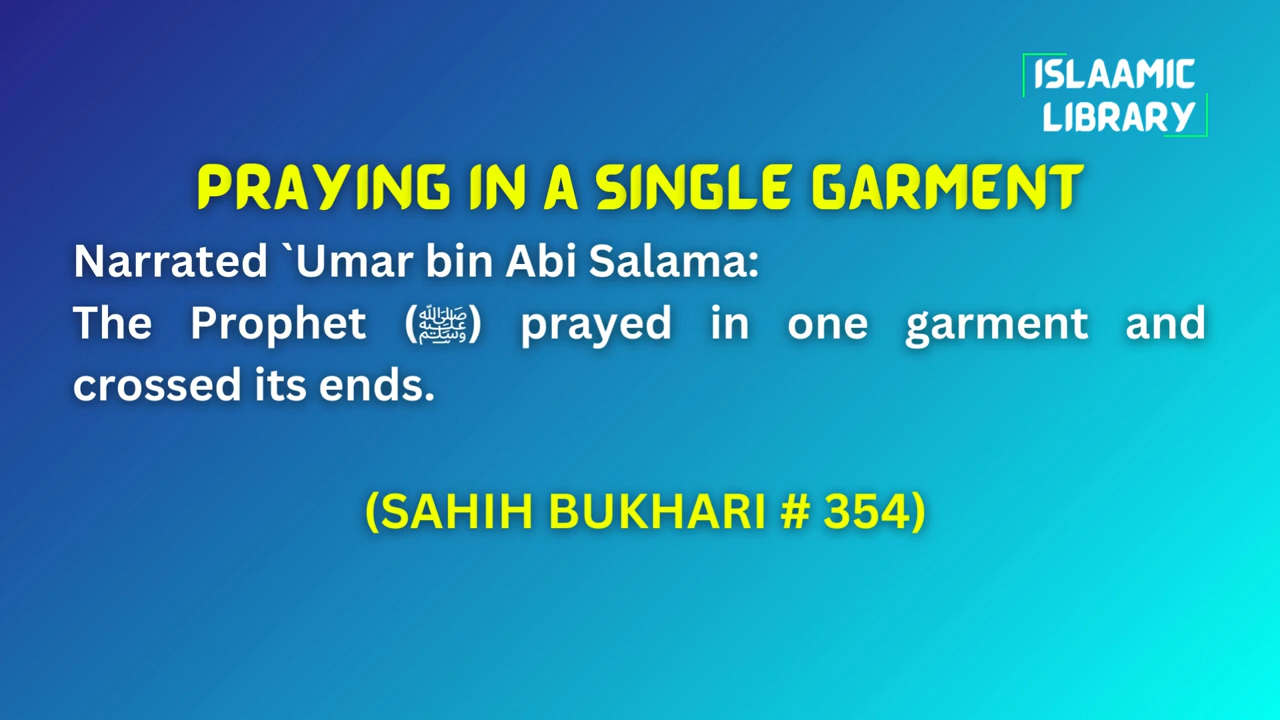 ISLAAMIC
LIBRARY
PRAYING IN A SINGLE GARMENT
Narrated `Umar bin Abi Salama:
The Prophet (ﷺ) prayed in one garment and
crossed its ends.
(SAHIH BUKHARI # 354)